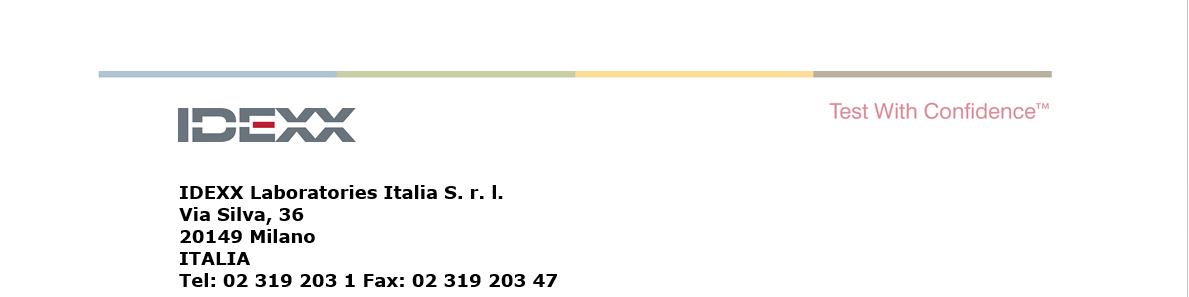 IDEXX
Test With Confidence™
IDEXX Laboratories Italia S. r. l.
Via Silva, 36
20149 Milano
ITALIA
Tel: 02 319 203 1 Fax: 02 319 203 47